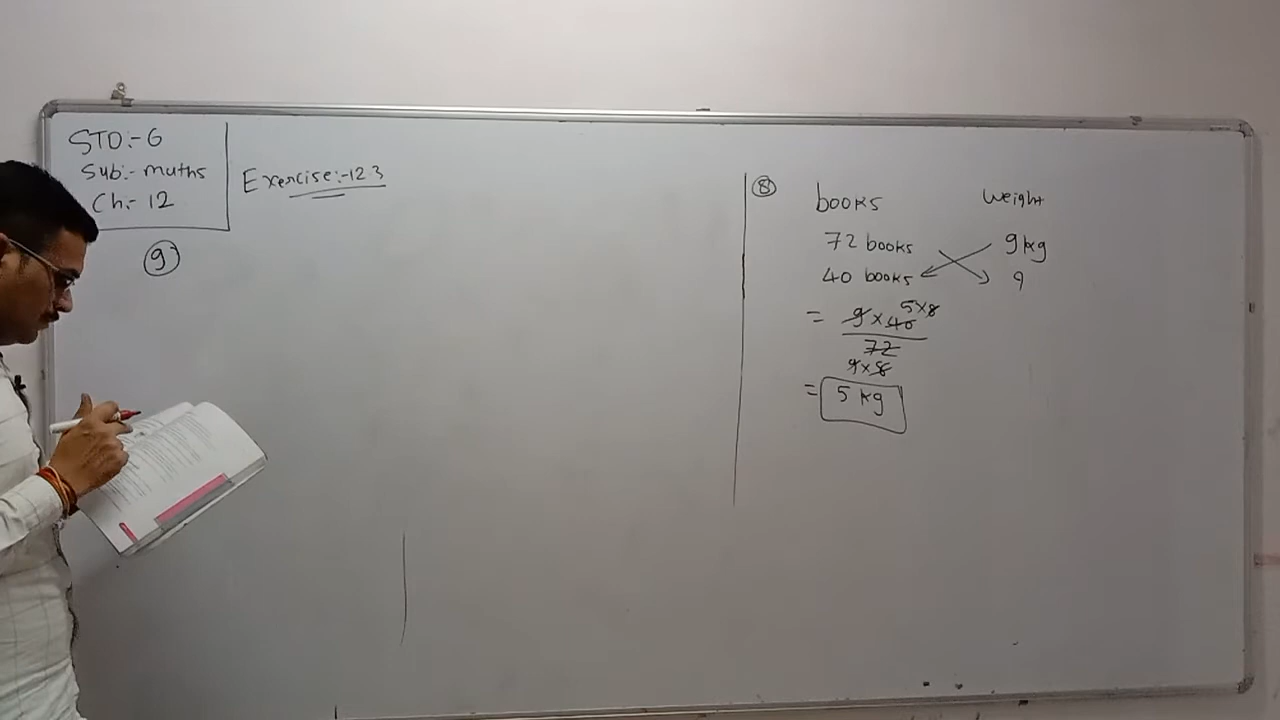 STD:- 6
Sub:- maths
Ch:- 12
Exercise:-12.3
9
8
books weight
72 books 9 kg
40 books ?
5×8
= 9×40
72
9×8
= 5 kg